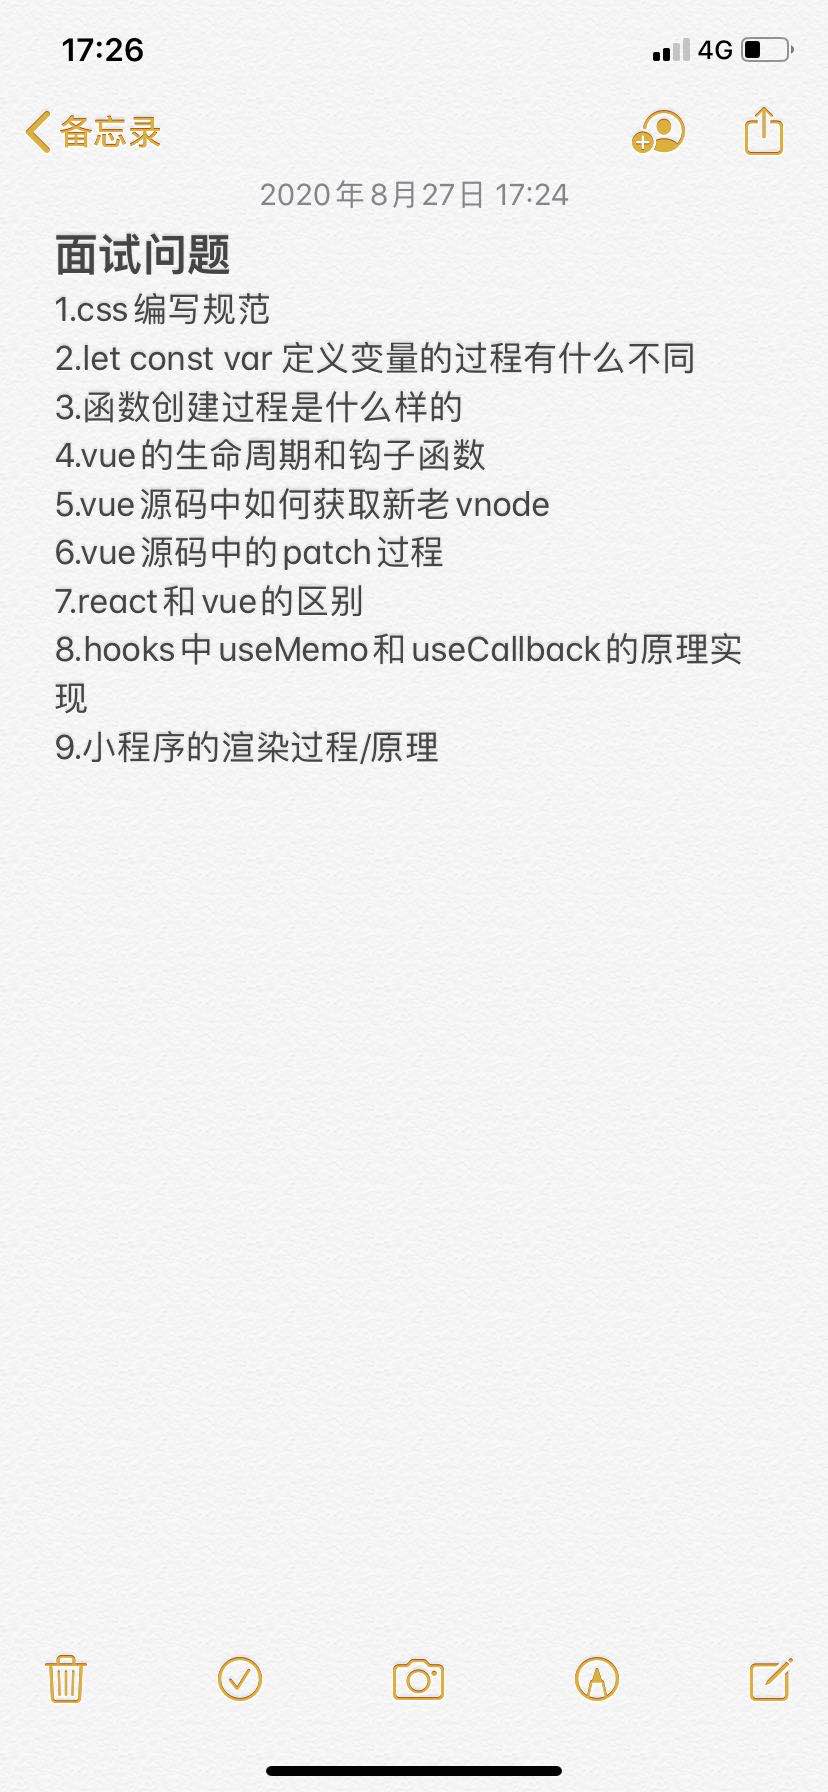 17:26
4G
备忘录
2020年8月27日 17:24
面试问题
1.css编写规范
2.let const var 定义变量的过程有什么不同
3.函数创建过程是什么样的
4.vue的生命周期和钩子函数
5.vue源码中如何获取新老vnode
6.vue源码中的patch过程
7.react和vue的区别
8.hooks中useMemo和useCallback的原理实
现
9.小程序的渲染过程/原理